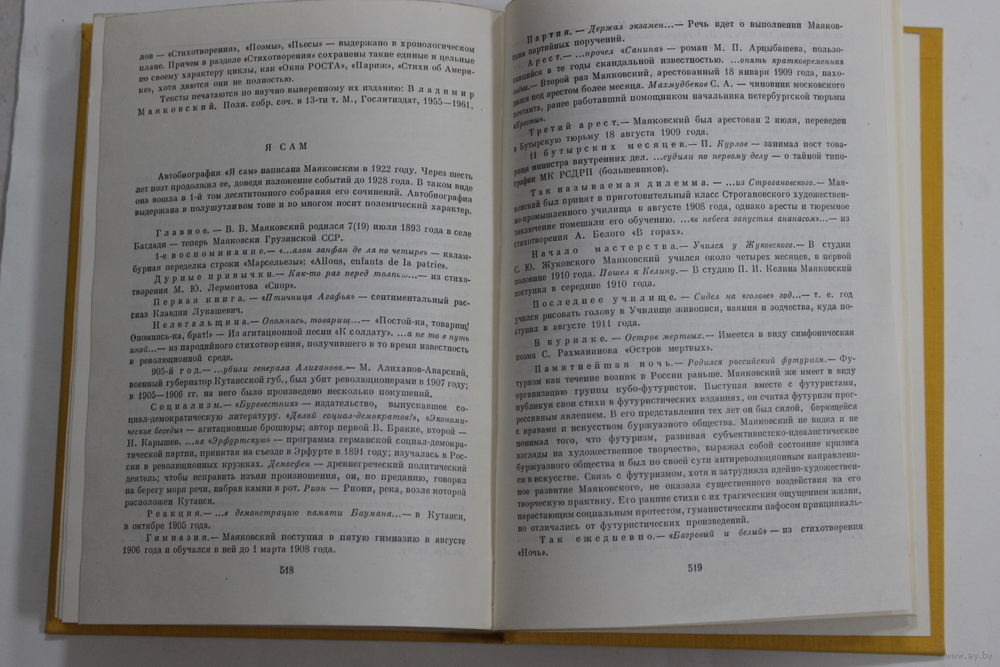 лов — «Стихотворения», «Поэмы», «Пьесы» — выдержано в хронологическом
плане. Причем в разделе «Стихотворения» сохранены такие единые и цельные
по своему характеру циклы, как «Окна РОСТА», «Париж», «Стихи об Амери-
ке», хотя даются они не полностью.
Тексты печатаются по научно выверенному их изданию: Владимир
Маяковский. Полн. собр. соч. в 13-ти т. М., Гослитиздат, 1955—1961.
Я САМ
Автобиография «Я сам» написана Маяковским в 1922 году. Через шесть
лет поэт продолжил ее, доведя изложение событий до 1928 года. В таком виде
она вошла в 1-й том десятитомного собрания его сочинений. Автобиография
выдержана в полушутливом тоне и во многом носит полемический характер.
Главное. — В. В. Маяковский родился 7(19) июля 1893 года в селе
Багдади — теперь Маяковски Грузинской ССР.
1-е воспоминание. — «...алон занфан де ля по четыре» — калам-
бурная переделка строки «Марсельезы»: «Allons, enfants de la patrie».
Дурные привычки.— Как-то раз перед толпы...— из стихо-
творения М. Ю. Лермонтова «Спор».
Первая книга. — «Птичница Агафья» — сентиментальный рас-
сказ Клавдии Лукашевич.
Нелегальщина.— Опомнись, товарищ...— «Постой-ка, товарищ!
Опомнись-ка, брат!» — Из агитационной песни «К солдату». ...а не то в путь
иной...— из пародийного стихотворения, получившего в то время известность
в революционной среде.
905-й год.— ...убили генерала Алиханова.— М. Алиханов-Аварский,
военный губернатор Кутаисской губ., был убит революционерами в 1907 году;
в 1905—1906 гг. на него было произведено несколько покушений.
Социализм.— «Буревестник» — издательство, выпускавшее со-
циал-демократическую литературу. «Долой социал-демократов!», «Экономи-
ческие беседы» — агитационные брошюры; автор первой В. Бракке, второй —
Н. Карышев. ...на «Эрфуртскую» — программа германской социал-демокра-
тической партии, принятая на съезде в Эрфурте в 1891 году; изучалась в Рос-
сии в революционных кружках. Демосфен — древнегреческий политический
деятель; чтобы исправить изъян произношения, он, по преданию, говорил
на берегу моря речи, набрав камни в рот. Рион — Риони, река, возле которой
расположен Кутаиси.
Реакция.— ...в демонстрацию памяти Баумана...— в Кутаиси,
в октябре 1905 года.
Гимназия.— Маяковский поступил в пятую гимназию в августе
1906 года и обучался в ней до 1 марта 1908 года.
518
Партия. — Держал экзамен...— Речь идет о выполнении Маяков-
ским партийных поручений.
Арест.— ...прочел «Санина» — роман М. П. Арцыбашева, пользо-
вавшийся в те годы скандальной известностью. ...опять кратковременная
сидка.— Второй раз Маяковский, арестованный 18 января 1909 года, нахо-
дился под арестом более месяца. Махмудбеков С. А. — чиновник московского
почтамта, ранее работавший помощником начальника петербургской тюрьмы
«Кресты».
Третий арест.— Маяковский был арестован 2 июля, переведен
в Бутырскую тюрьму 18 августа 1909 года.
11 бутырских месяцев.— П. Курлов — занимал пост това-
рища министра внутренних дел. ...судили по первому делу — о тайной типо-
графии МК РСДРП (большевиков).
Так называемая дилемма. — ...из Строгановского.— Мая-
ковский был принят в приготовительный класс Строгановского художествен-
но-промышленного училища в августе 1908 года, однако аресты и тюремное
заключение помешали его обучению. ...«в небеса запустил ананасом»...— из
стихотворения А. Белого «В горах».
Начало мастерства.— Учился у Жуковского.— В студии
С. Ю. Жуковского Маяковский учился около четырех месяцев, в первой
половине 1910 года. Пошел к Келину.— В студию П. И. Келина Маяковский
поступил в середине 1910 года.
Последнее училище. — Сидел на «голове» год...— т. е. год
учился рисовать голову в Училище живописи, ваяния и зодчества, куда по-
ступил в августе 1911 года.
В курилке. — Остров мертвых.— Имеется в виду симфоническая
поэма С. Рахманинова «Остров мертвых».
Памятнейшая ночь.— Родился российский футуризм.— Фу-
туризм как течение возник в России раньше. Маяковский же имеет в виду
организацию группы кубо-футуристов. Выступая вместе с футуристами,
публикуя свои стихи в футуристических изданиях, он считал футуризм прог-
рессивным явлением. В его представлении тех лет он был силой, борющейся
с нравами и искусством буржуазного общества. Маяковский не видел и не
понимал того, что футуризм, развивая субъективистско-идеалистические
взгляды на художественное творчество, выражал собой состояние кризиса
буржуазного общества и был по своей сути антиреволюционным направлени-
ем в искусстве. Связь с футуризмом, хотя и затрудняла идейно-художествен-
ное развитие Маяковского, не оказала существенного воздействия на его
творческую практику. Его ранние стихи с их трагическим ощущением жизни,
нарастающим социальным протестом, гуманистическим пафосом принципиаль-
но отличались от футуристических произведений.
Так ежедневно.— «Багровый и белый» — из стихотворения
«Ночь».
519
www.ay.by